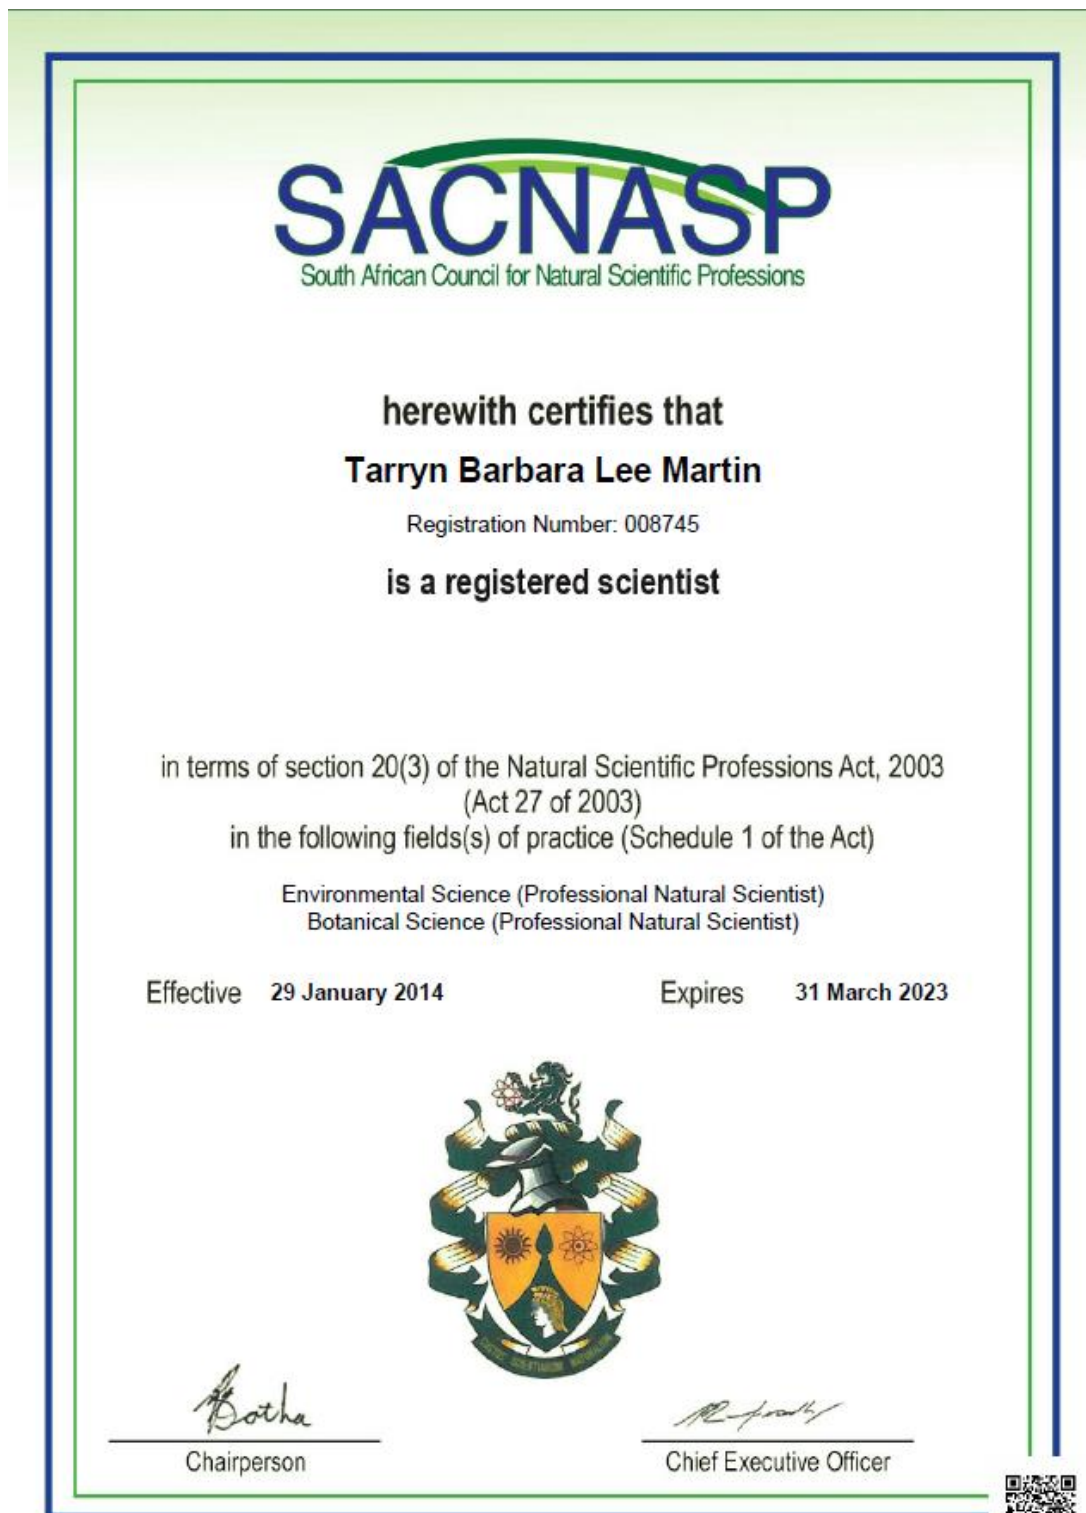 SACNASP
South African Council for Natural Scientific Professions
herewith certifies that
Tarryn Barbara Lee Martin
Registration Number: 008745
is a registered scientist
in terms of section 20(3) of the Natural Scientific Professions Act, 2003
(Act 27 of 2003)
in the following fields(s) of practice (Schedule 1 of the Act)
Environmental Science (Professional Natural Scientist)
Botanical Science (Professional Natural Scientist)
Effective 29 January 2014 Expires 31 March 2023
Botha
Chairperson Chief Executive Officer